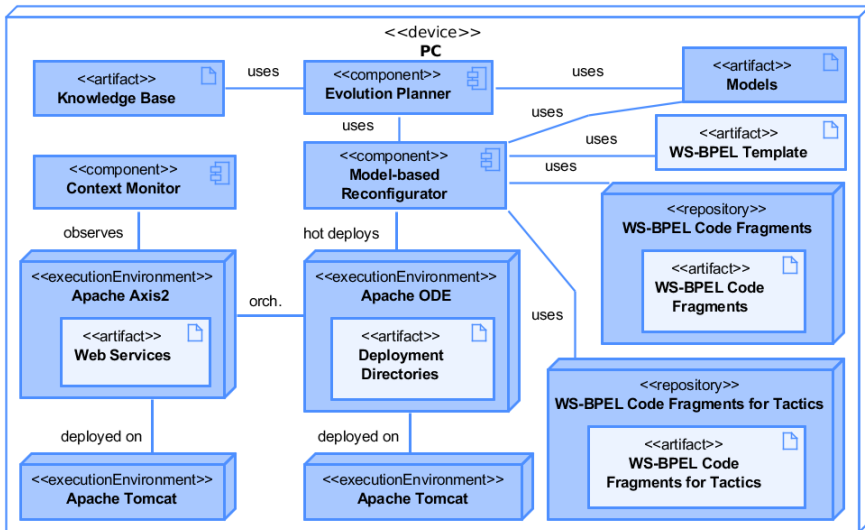 <<device>>
PC
<<artifact>>
Knowledge Base
uses
<<component>>
Evolution Planner
uses
<<artifact>>
Models
uses
uses
<<artifact>>
WS-BPEL Template
<<component>>
Context Monitor
<<component>>
Model-based
Reconfigurator
uses
<<repository>>
WS-BPEL Code Fragments
<<artifact>>
WS-BPEL Code
Fragments
observes
hot deploys
<<executionEnvironment>>
Apache Axis2
<<artifact>>
Web Services
orch.
<<executionEnvironment>>
Apache ODE
<<artifact>>
Deployment
Directories
uses
<<repository>>
WS-BPEL Code Fragments for Tactics
<<artifact>>
WS-BPEL Code
Fragments for Tactics
deployed on
deployed on
<<executionEnvironment>>
Apache Tomcat
<<executionEnvironment>>
Apache Tomcat